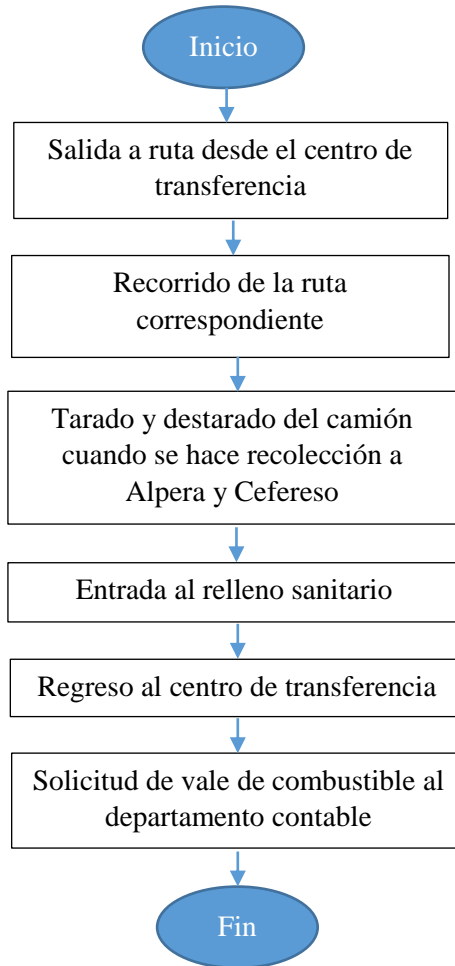 Inicio
Salida a ruta desde el centro de
transferencia
Recorrido de la ruta
correspondiente
Tarado y destarado del camión
cuando se hace recolección a
Alpera y Cefereso
Entrada al relleno sanitario
Regreso al centro de transferencia
Solicitud de vale de combustible al
departamento contable
Fin